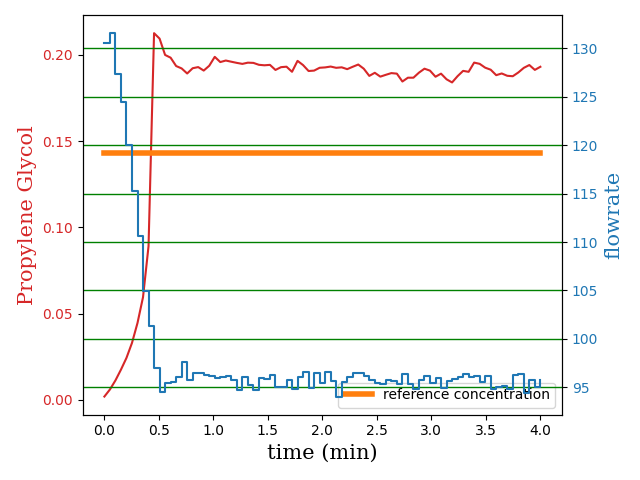 Propylene Glycol
0.20
0.15
0.10
0.05
0.00
130
125
120
115
110
105
100
95
flowrate
reference concentration
0.0 0.5 1.0 1.5 2.0 2.5 3.0 3.5 4.0
time (min)